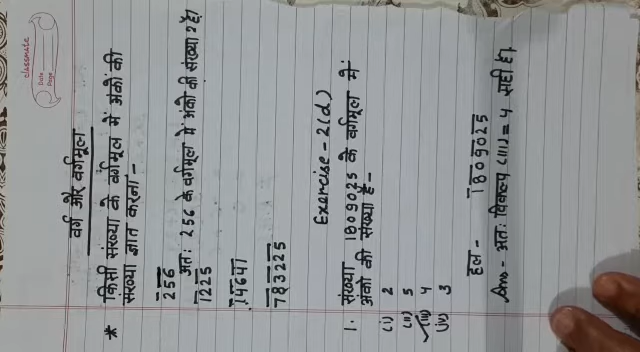 classmate
Date
Page
वर्ग और वर्गमूल
* किसी संख्या के वर्गमूल में अंकों की
संख्या ज्ञात करना -
256
अतः 256 के वर्गमूल में अंकों की संख्या 2 है।
1225
14641
783225
Exercise - 2(d)
1. संख्या 1809025 के वर्गमूल में
अंकों की संख्या है -
(i) 2
(ii) 5
(iii) 4
(iv) 3
हल - 1809025
Ans - अतः विकल्प (iii) = 4 सही है।